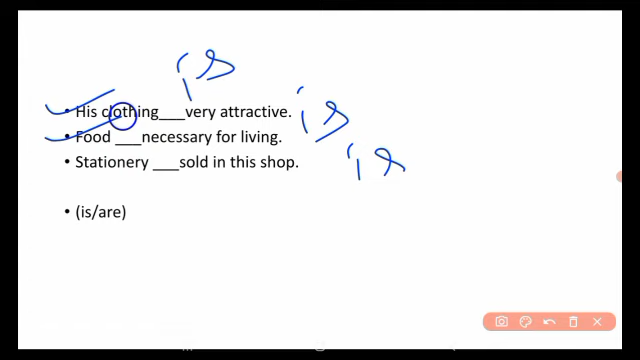 is
• His clothing___very attractive.
is
• Food ___necessary for living.
is
• Stationery ___sold in this shop.
• (is/are)